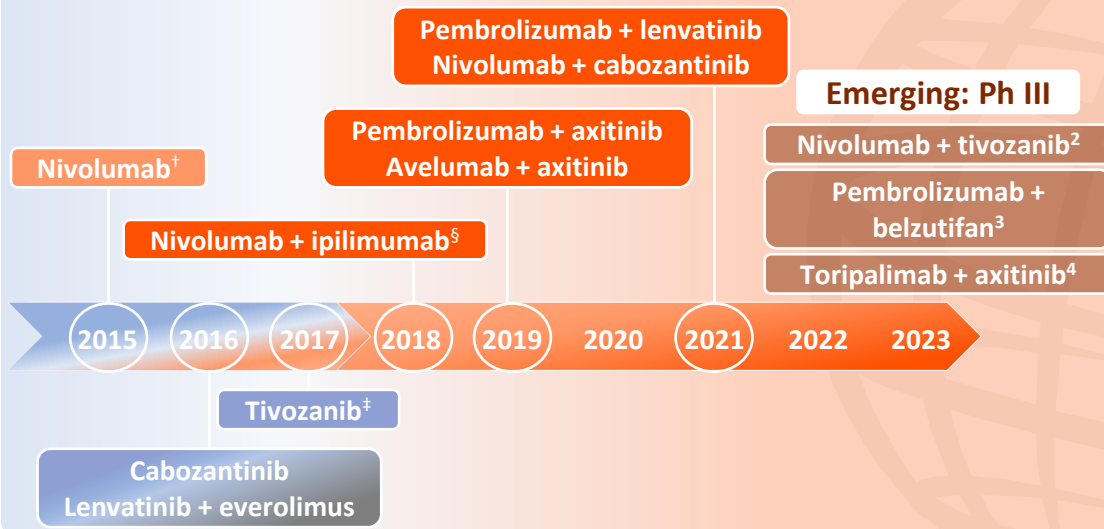 Pembrolizumab + lenvatinib
Nivolumab + cabozantinib
Emerging: Ph III
Pembrolizumab + axitinib
Avelumab + axitinib
Nivolumab + tivozanib²
Nivolumab†
Pembrolizumab +
belzutifan³
Nivolumab + ipilimumab§
Toripalimab + axitinib⁴
2015 2016 2017 2018 2019 2020 2021 2022 2023
Tivozanib‡
Cabozantinib
Lenvatinib + everolimus